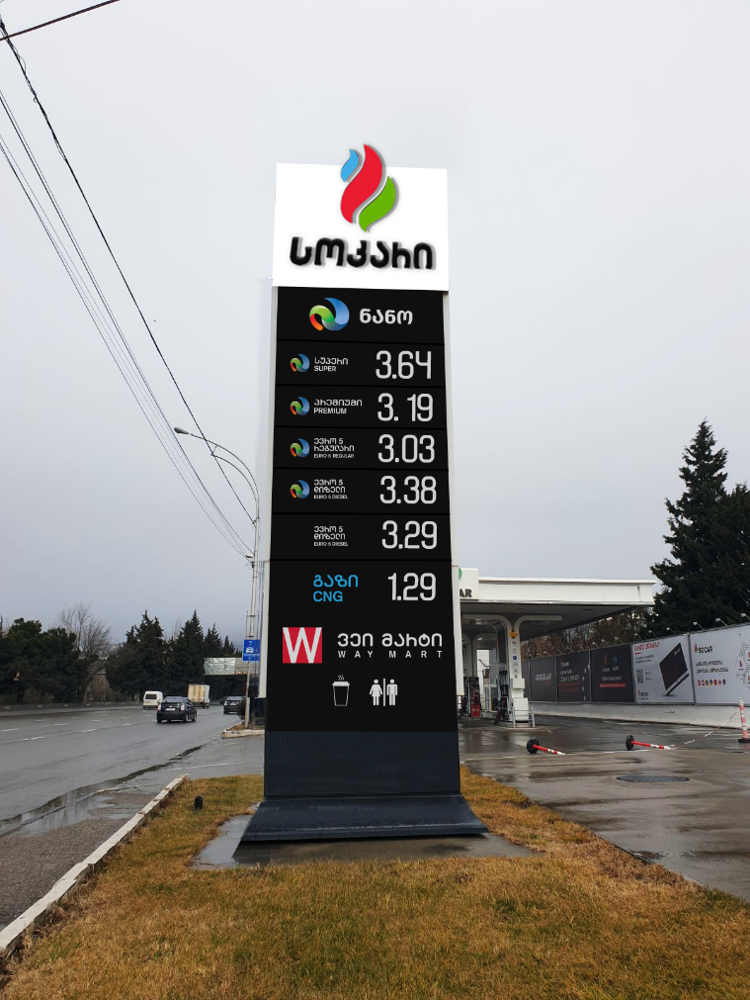 სოკარი
ნანო
სუპერი
SUPER
3.64
პრემიუმი
PREMIUM
3.19
ევრო 5
რეგულარი
EURO 5 REGULAR
3.03
ევრო 5
დიზელი
EURO 5 DIESEL
3.38
ევრო 5
დიზელი
EURO 5 DIESEL
3.29
გაზი
CNG
1.29
W
ვეი მარტი
WAY MART
AR
SOCAR